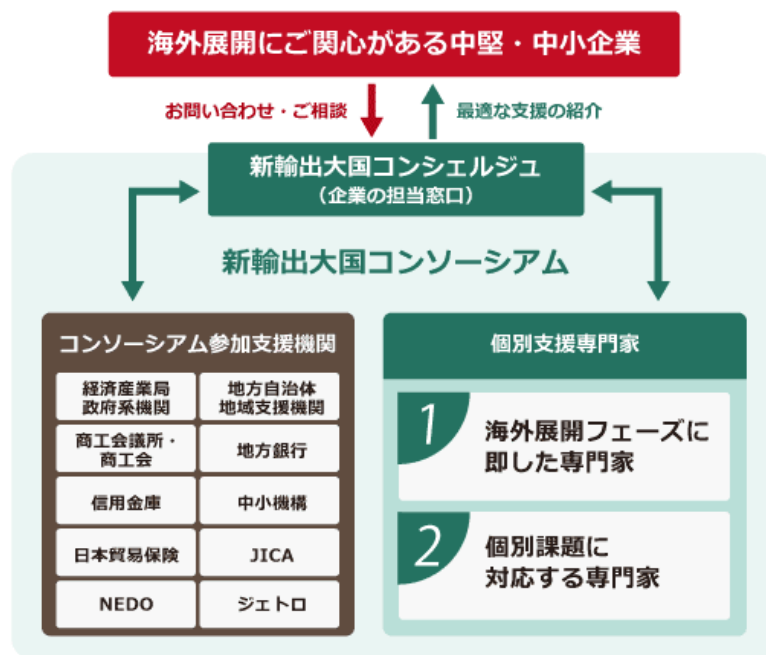 海外展開にご関心がある中堅・中小企業
お問い合わせ・ご相談
最適な支援の紹介
新輸出大国コンシェルジュ
（企業の担当窓口）
新輸出大国コンソーシアム
コンソーシアム参加支援機関
経済産業局
政府系機関
地方自治体
地域支援機関
商工会議所・
商工会
地方銀行
信用金庫
中小機構
日本貿易保険
JICA
NEDO
ジェトロ
個別支援専門家
1
海外展開フェーズに
即した専門家
2
個別課題に
対応する専門家